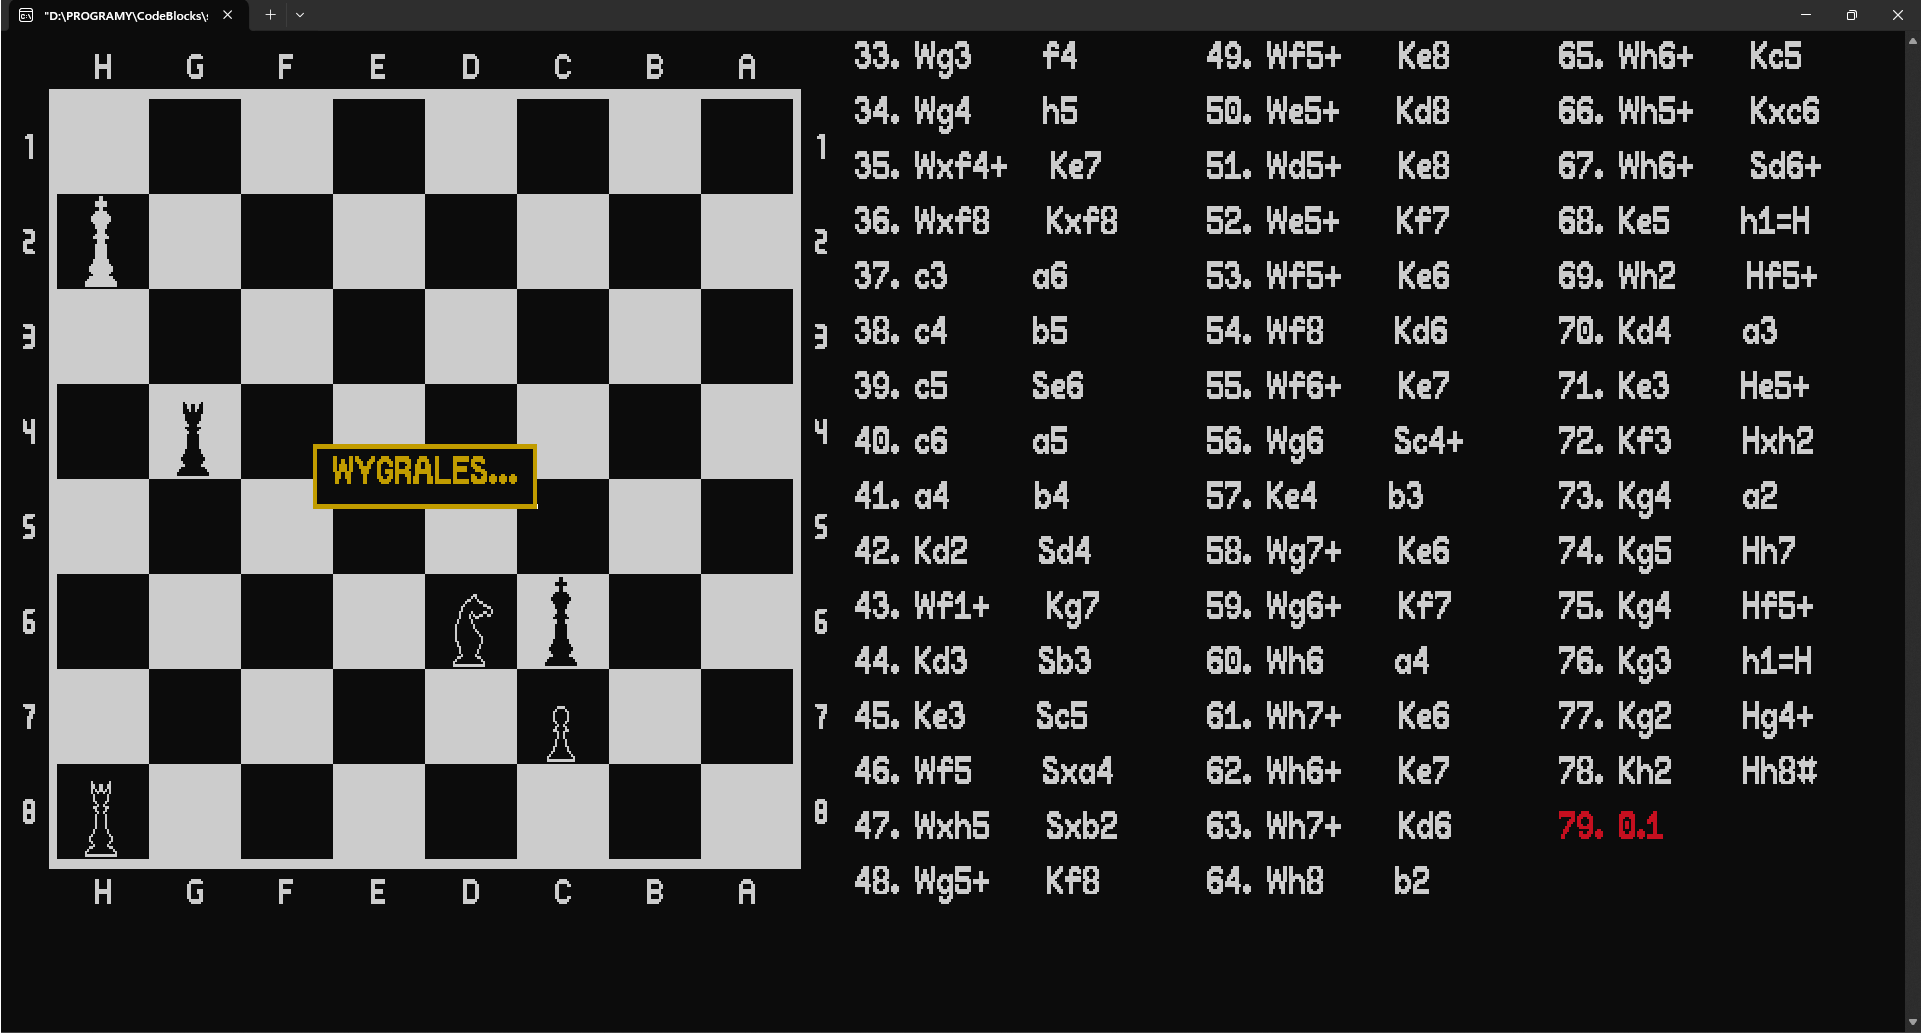 "D:\PROGRAMY\CodeBlocks\s
H G F E D C B A
1 1
2 2
3 3
4 4
WYGRALES...
5 5
6 6
7 7
8 8
H G F E D C B A
33. Wg3 f4
34. Wg4 h5
35. Wxf4+ Ke7
36. Wxf8 Kxf8
37. c3 a6
38. c4 b5
39. c5 Se6
40. c6 a5
41. a4 b4
42. Kd2 Sd4
43. Wf1+ Kg7
44. Kd3 Sb3
45. Ke3 Sc5
46. Wf5 Sxa4
47. Wxh5 Sxb2
48. Wg5+ Kf8
49. Wf5+ Ke8
50. We5+ Kd8
51. Wd5+ Ke8
52. We5+ Kf7
53. Wf5+ Ke6
54. Wf8 Kd6
55. Wf6+ Ke7
56. Wg6 Sc4+
57. Ke4 b3
58. Wg7+ Ke6
59. Wg6+ Kf7
60. Wh6 a4
61. Wh7+ Ke6
62. Wh6+ Ke7
63. Wh7+ Kd6
64. Wh8 b2
65. Wh6+ Kc5
66. Wh5+ Kxc6
67. Wh6+ Sd6+
68. Ke5 h1=H
69. Wh2 Hf5+
70. Kd4 a3
71. Ke3 He5+
72. Kf3 Hxh2
73. Kg4 a2
74. Kg5 Hh7
75. Kg4 Hf5+
76. Kg3 h1=H
77. Kg2 Hg4+
78. Kh2 Hh8#
79. 0.1